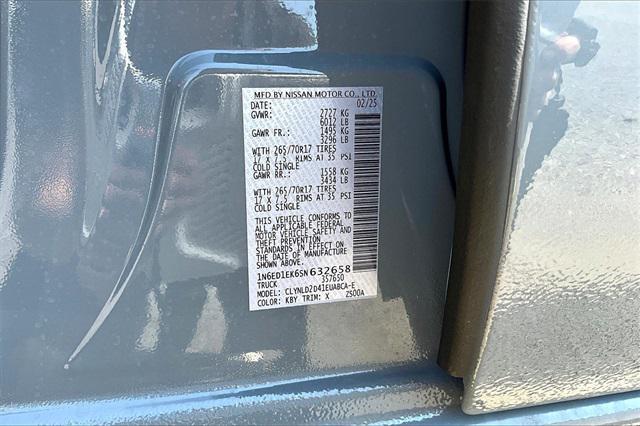 MFD BY NISSAN MOTOR CO., LTD.
DATE: 02/25
GVWR: 2727 KG
6012 LB
GAWR FR.: 1495 KG
3296 LB
WITH 265/70R17 TIRES
17 X 7.5 RIMS AT 35 PSI
COLD SINGLE
GAWR RR.: 1558 KG
3434 LB
WITH 265/70R17 TIRES
17 X 7.5 RIMS AT 35 PSI
COLD SINGLE
THIS VEHICLE CONFORMS TO
ALL APPLICABLE FEDERAL
MOTOR VEHICLE SAFETY AND
THEFT PREVENTION
STANDARDS IN EFFECT ON
THE DATE OF MANUFACTURE
SHOWN ABOVE.
1N6ED1EK6SN632658
TRUCK 357650
MODEL: CLYNLD2D41EUABCA-E
COLOR: KBY TRIM: X ZS00A